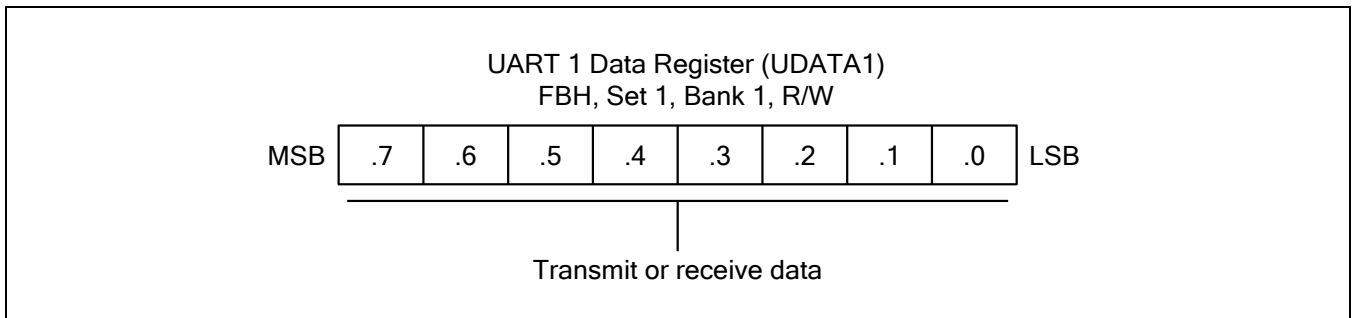 UART 1 Data Register (UDATA1)
FBH, Set 1, Bank 1, R/W
MSB .7 .6 .5 .4 .3 .2 .1 .0 LSB
Transmit or receive data